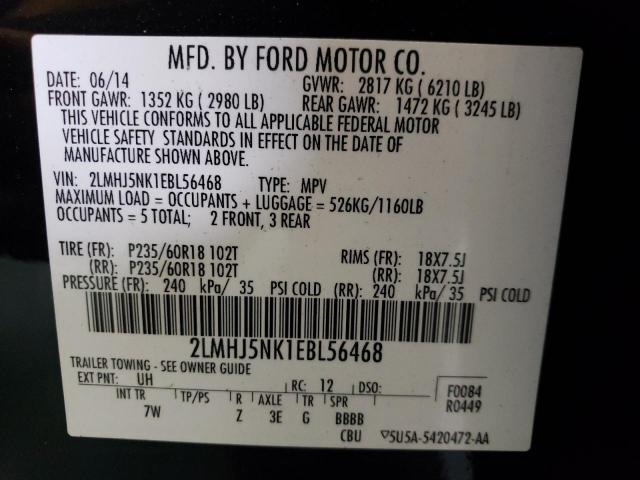 MFD. BY FORD MOTOR CO.
DATE: 06/14 GVWR: 2817 KG ( 6210 LB)
FRONT GAWR: 1352 KG ( 2980 LB) REAR GAWR: 1472 KG ( 3245 LB)
THIS VEHICLE CONFORMS TO ALL APPLICABLE FEDERAL MOTOR
VEHICLE SAFETY STANDARDS IN EFFECT ON THE DATE OF
MANUFACTURE SHOWN ABOVE.
VIN: 2LMHJ5NK1EBL56468 TYPE: MPV
MAXIMUM LOAD = OCCUPANTS + LUGGAGE = 526KG/1160LB
OCCUPANTS = 5 TOTAL; 2 FRONT, 3 REAR
TIRE (FR): P235/60R18 102T RIMS (FR): 18X7.5J
(RR): P235/60R18 102T (RR): 18X7.5J
PRESSURE (FR): 240 kPa/ 35 PSI COLD (RR): 240 kPa/ 35 PSI COLD
2LMHJ5NK1EBL56468
TRAILER TOWING - SEE OWNER GUIDE
EXT PNT: UH RC: 12 DSO: F0084
INT TR TP/PS R AXLE TR SPR R0449
7W Z 3E G BBBB
CBU ▽5U5A-5420472-AA